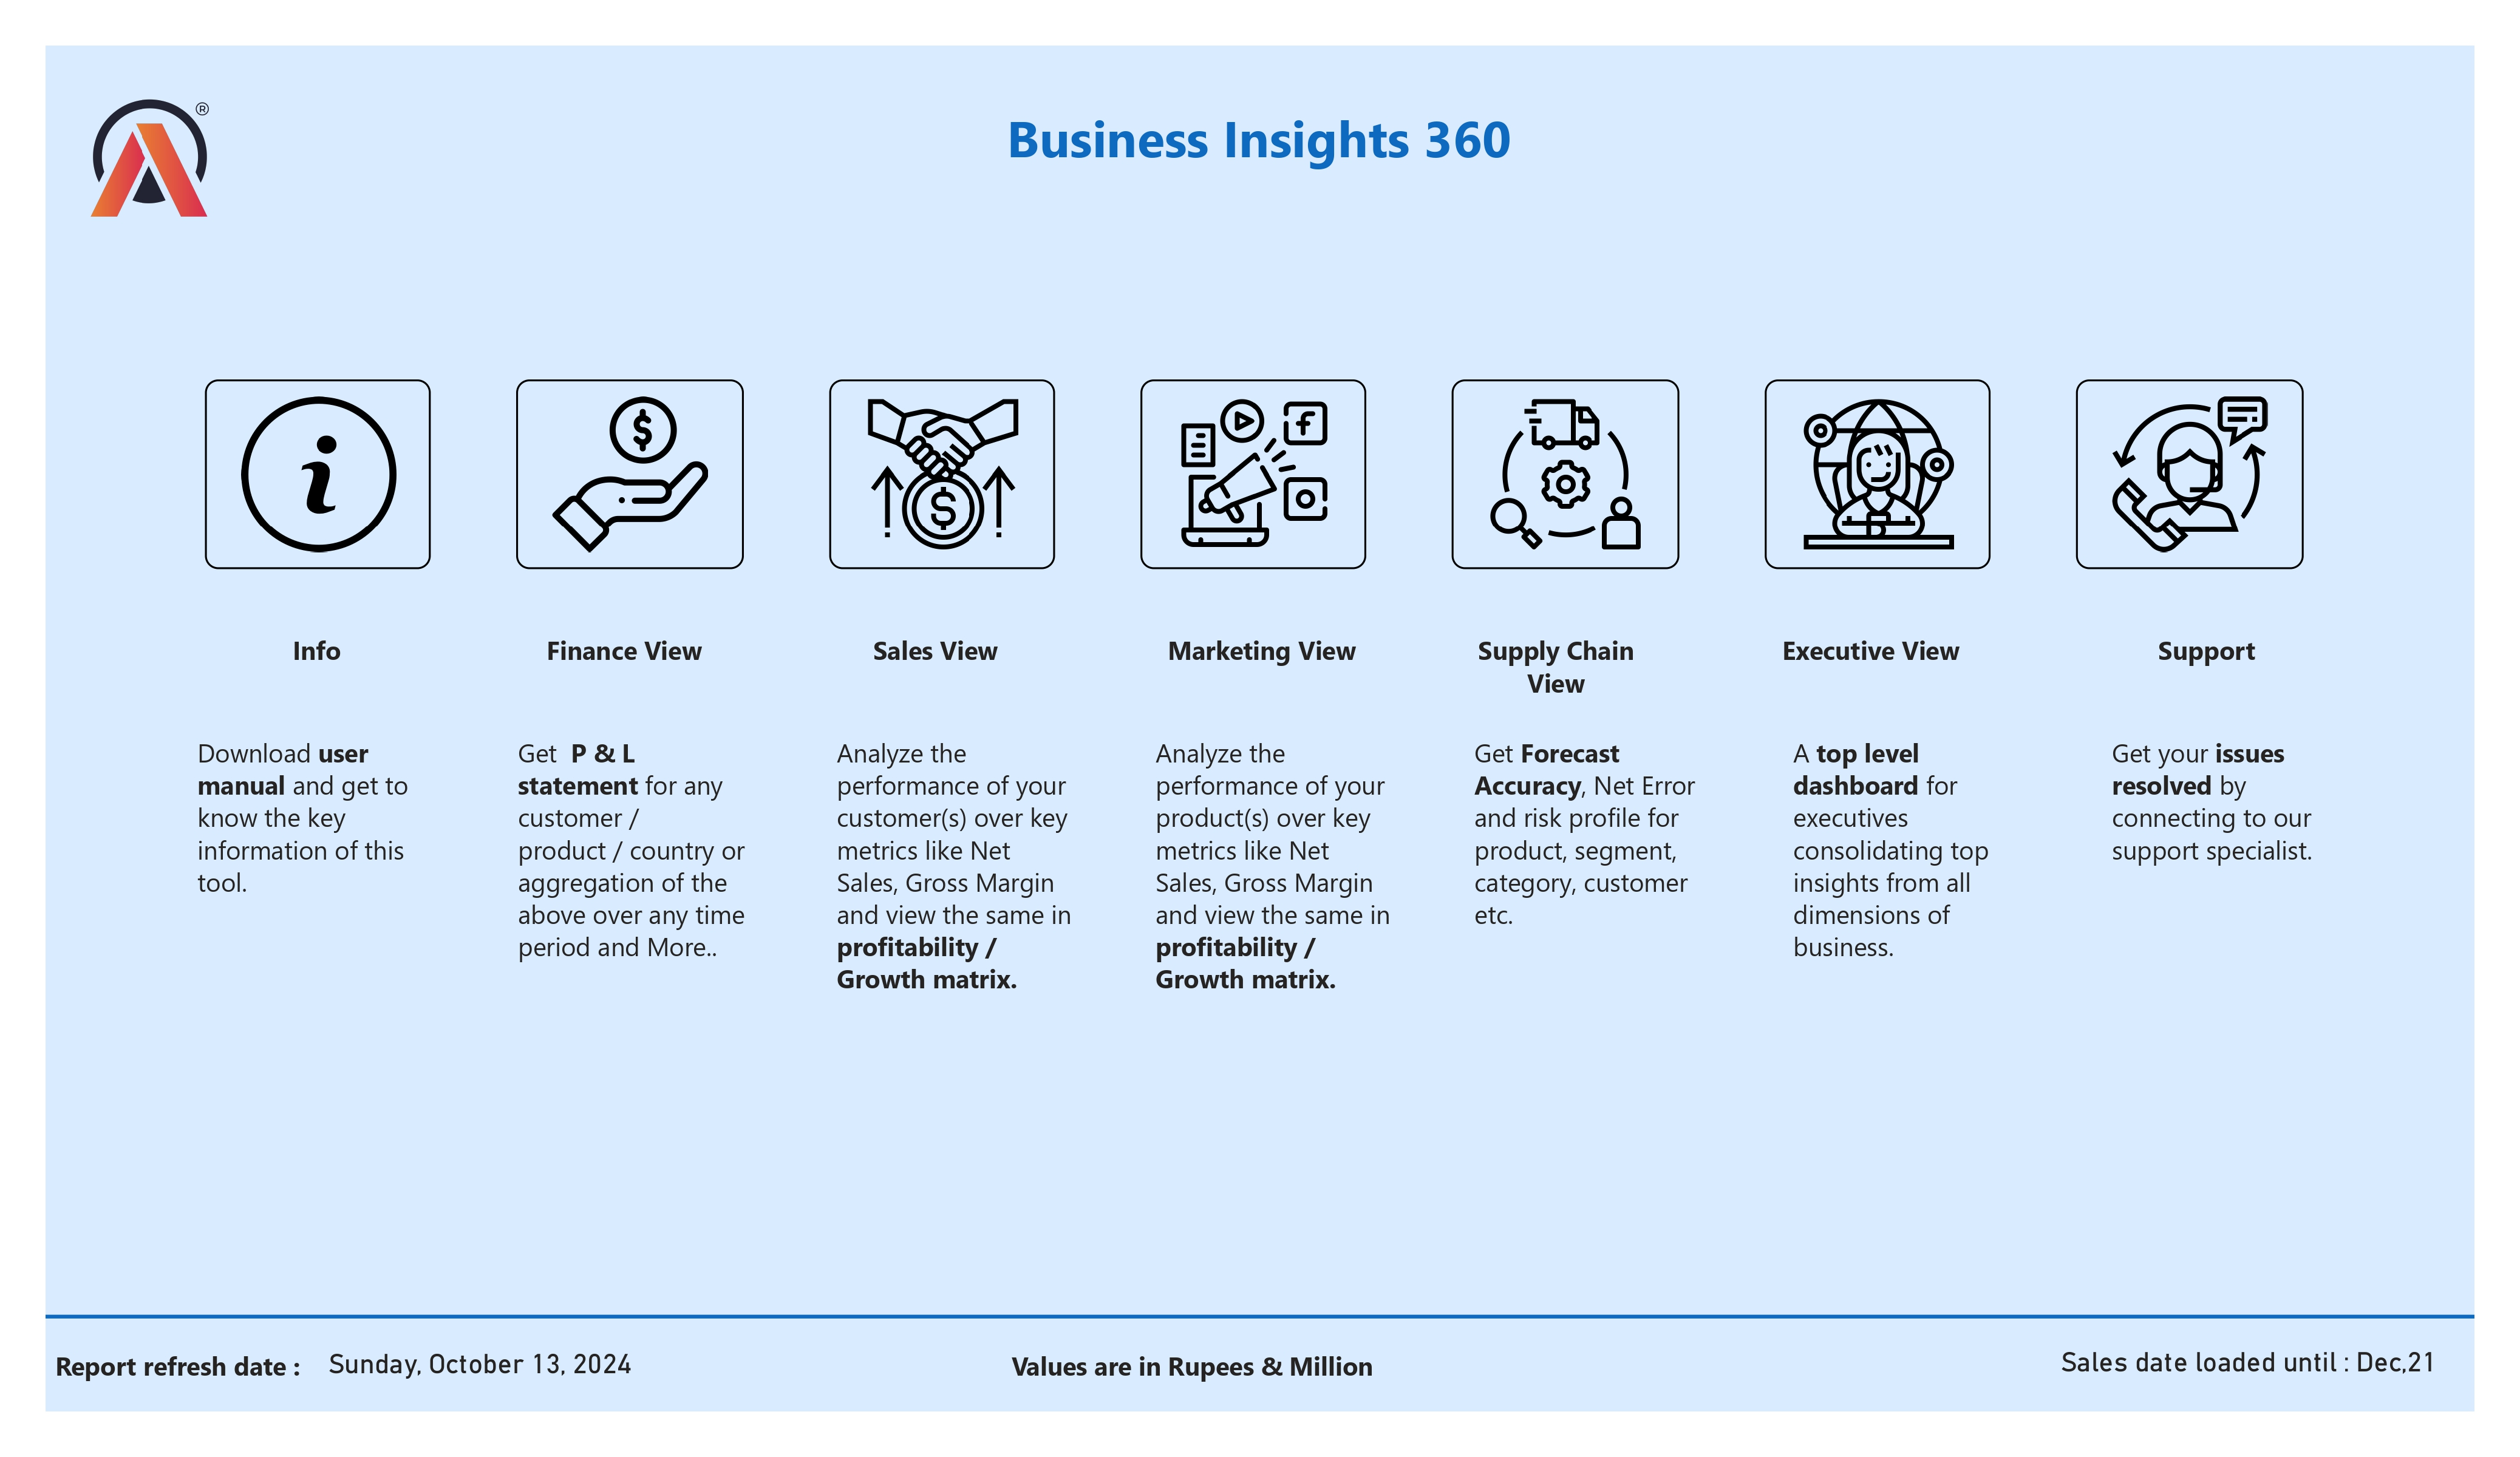 ®
Business Insights 360
Info
Download user
manual and get to
know the key
information of this
tool.
Finance View
Get  P & L
statement for any
customer /
product / country or
aggregation of the
above over any time
period and More..
Sales View
Analyze the
performance of your
customer(s) over key
metrics like Net
Sales, Gross Margin
and view the same in
profitability /
Growth matrix.
Marketing View
Analyze the
performance of your
product(s) over key
metrics like Net
Sales, Gross Margin
and view the same in
profitability /
Growth matrix.
Supply Chain
View
Get Forecast
Accuracy, Net Error
and risk profile for
product, segment,
category, customer
etc.
Executive View
A top level
dashboard for
executives
consolidating top
insights from all
dimensions of
business.
Support
Get your issues
resolved by
connecting to our
support specialist.
Report refresh date : Sunday, October 13, 2024
Values are in Rupees & Million
Sales date loaded until : Dec,21